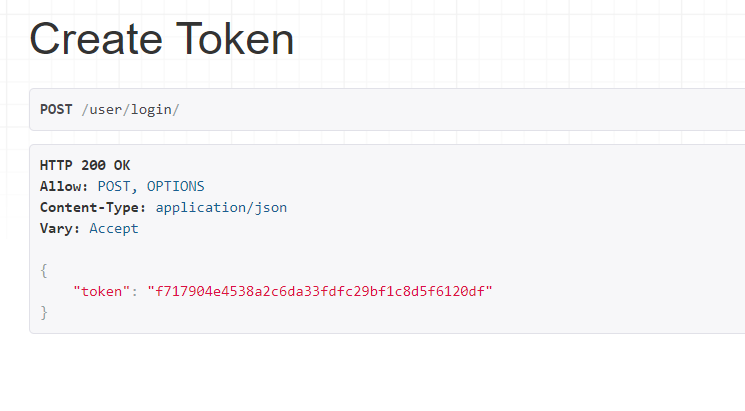 Create Token
POST /user/login/
HTTP 200 OK
Allow: POST, OPTIONS
Content-Type: application/json
Vary: Accept
{
"token": "f717904e4538a2c6da33fdfc29bf1c8d5f6120df"
}